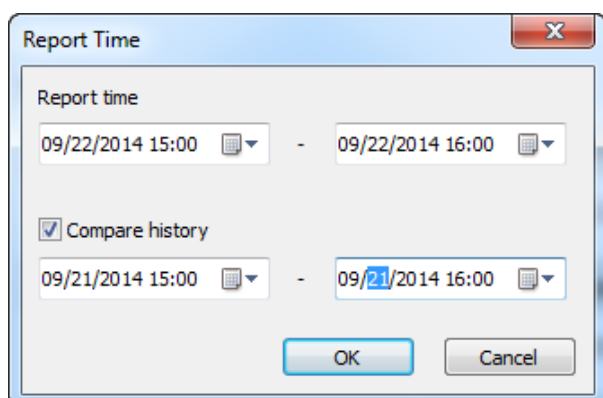 Report Time
Report time
09/22/2014 15:00 - 09/22/2014 16:00
Compare history
09/21/2014 15:00 - 09/21/2014 16:00
OK Cancel